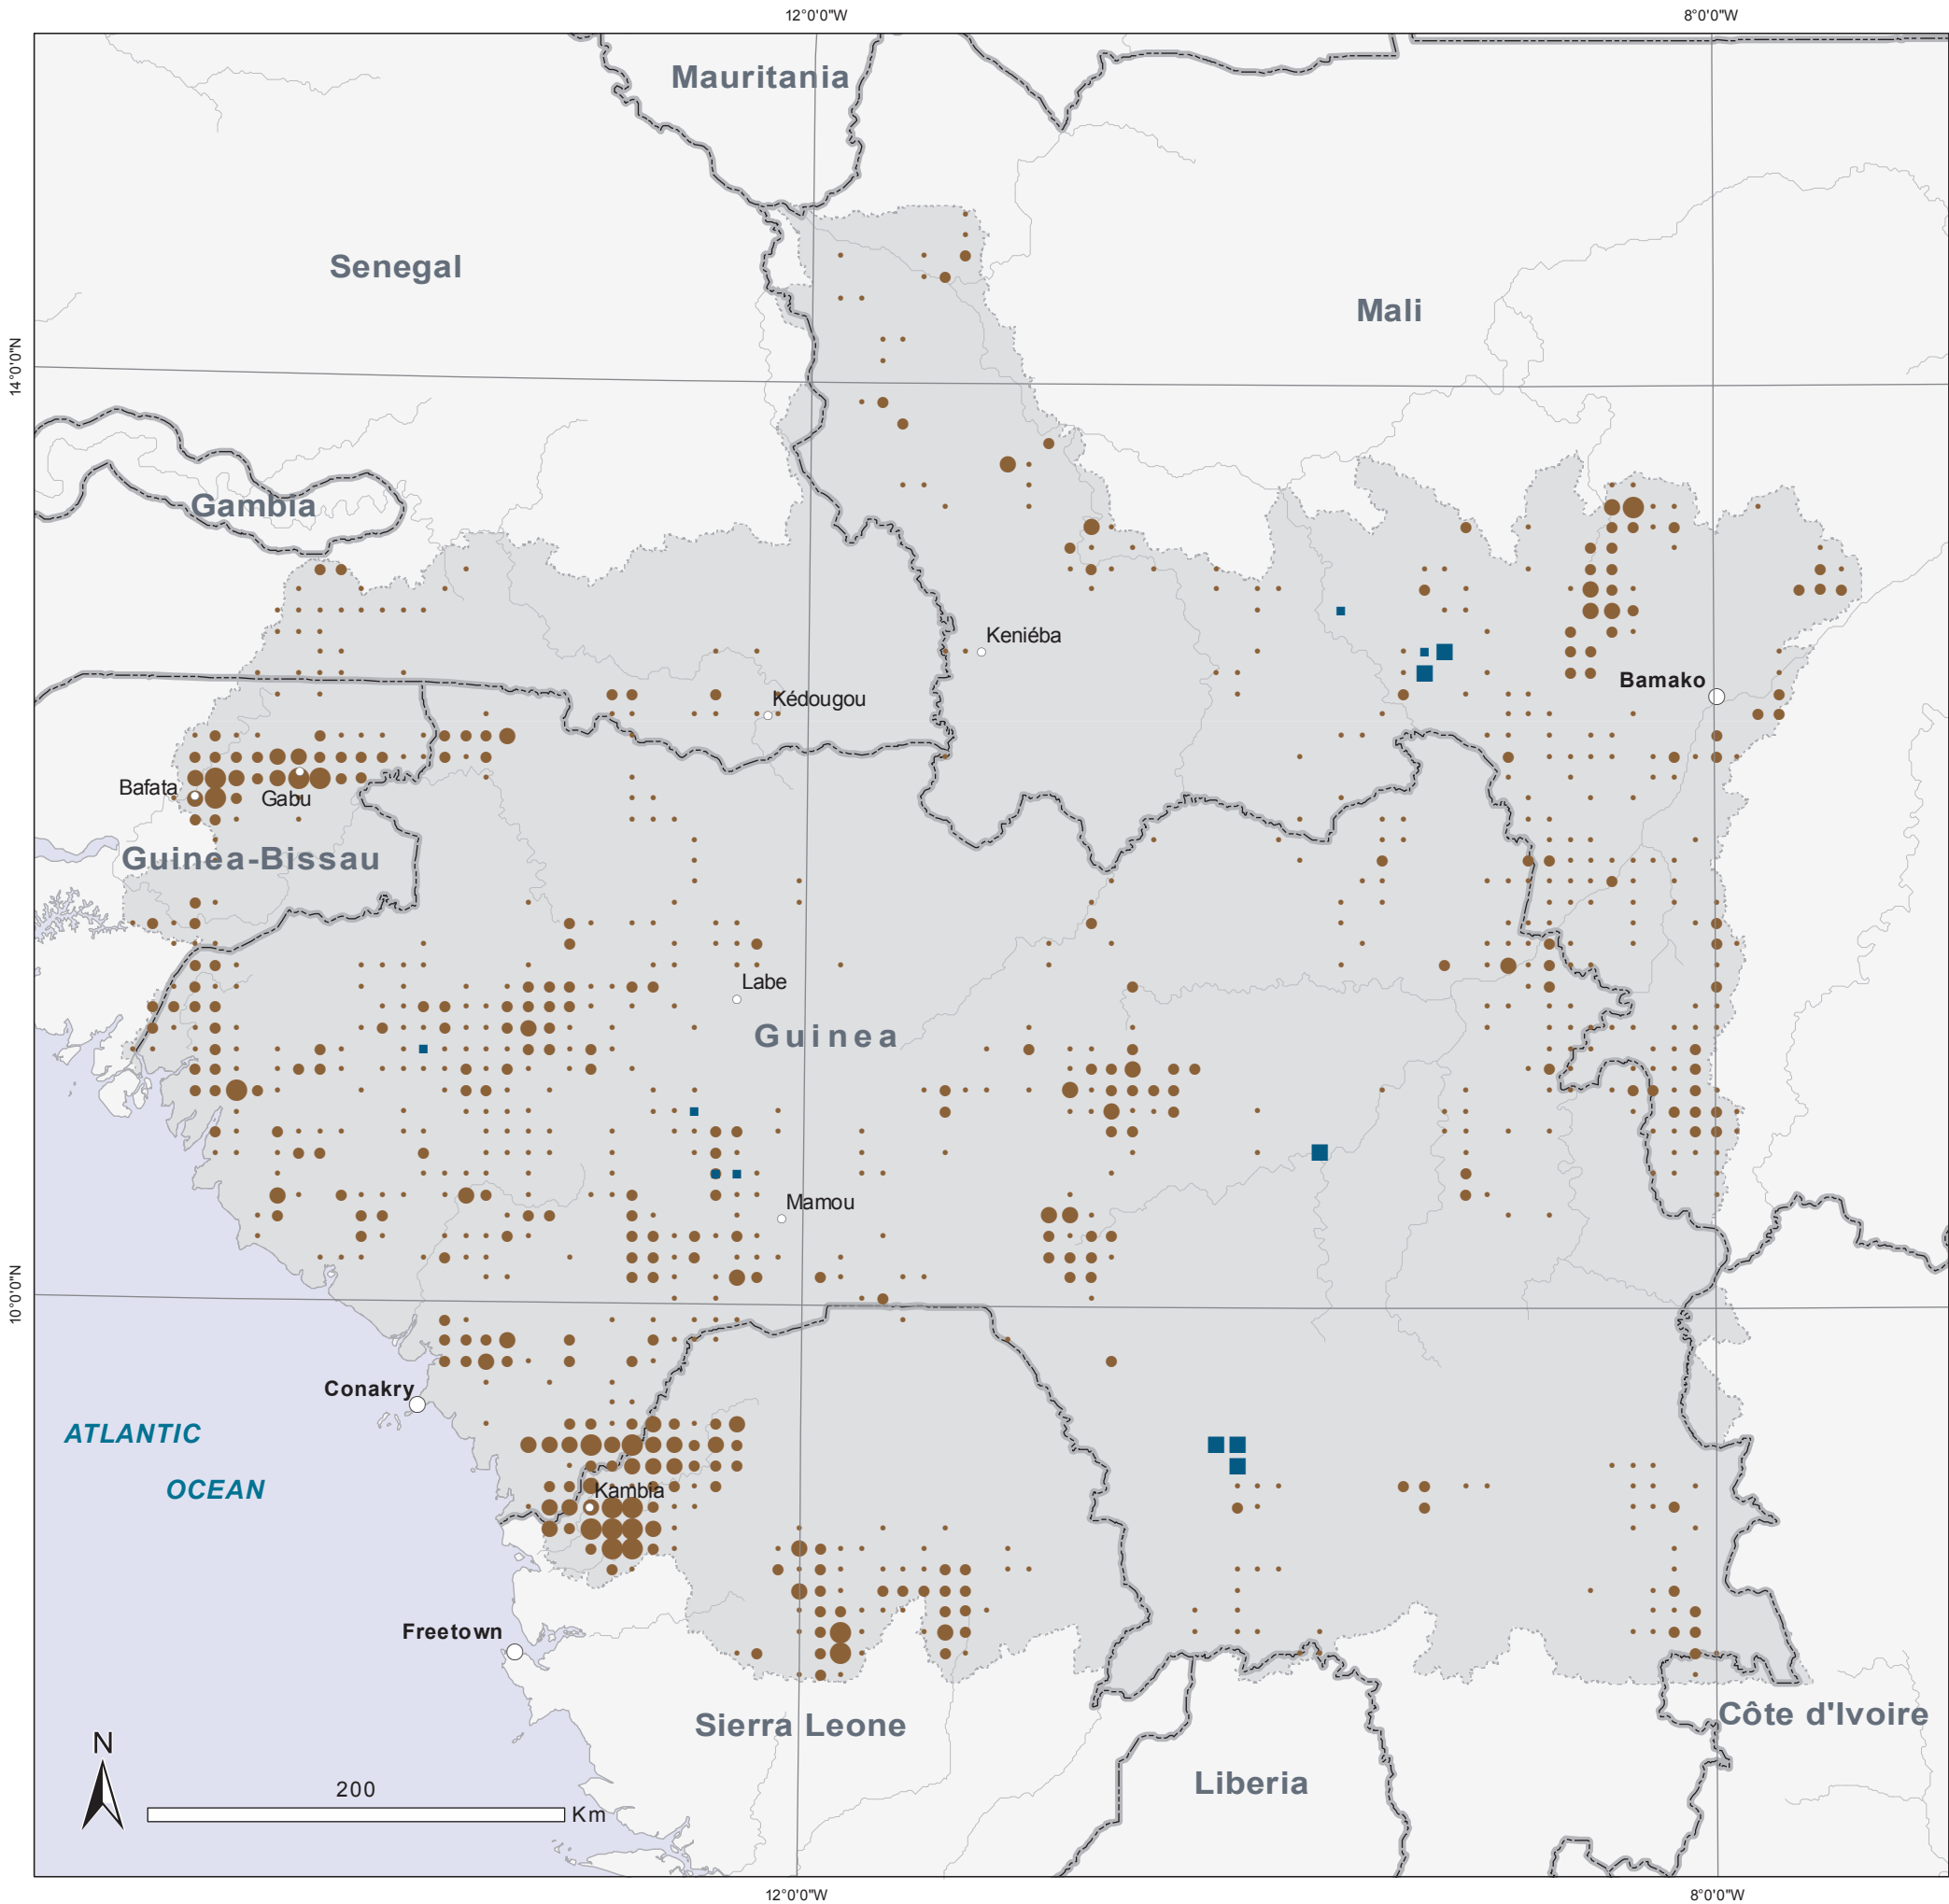 12°0'0"W
8°0'0"W
Mauritania
Senegal
Mali
14°0'0"N
Gambia
Keniéba
Bamako
Kédougou
Bafata
Gabu
Guinea-Bissau
Labe
Guinea
Mamou
10°0'0"N
Conakry
ATLANTIC
OCEAN
Kambia
Freetown
Sierra Leone
Côte d'Ivoire
N
Liberia
200
Km
12°0'0"W
8°0'0"W